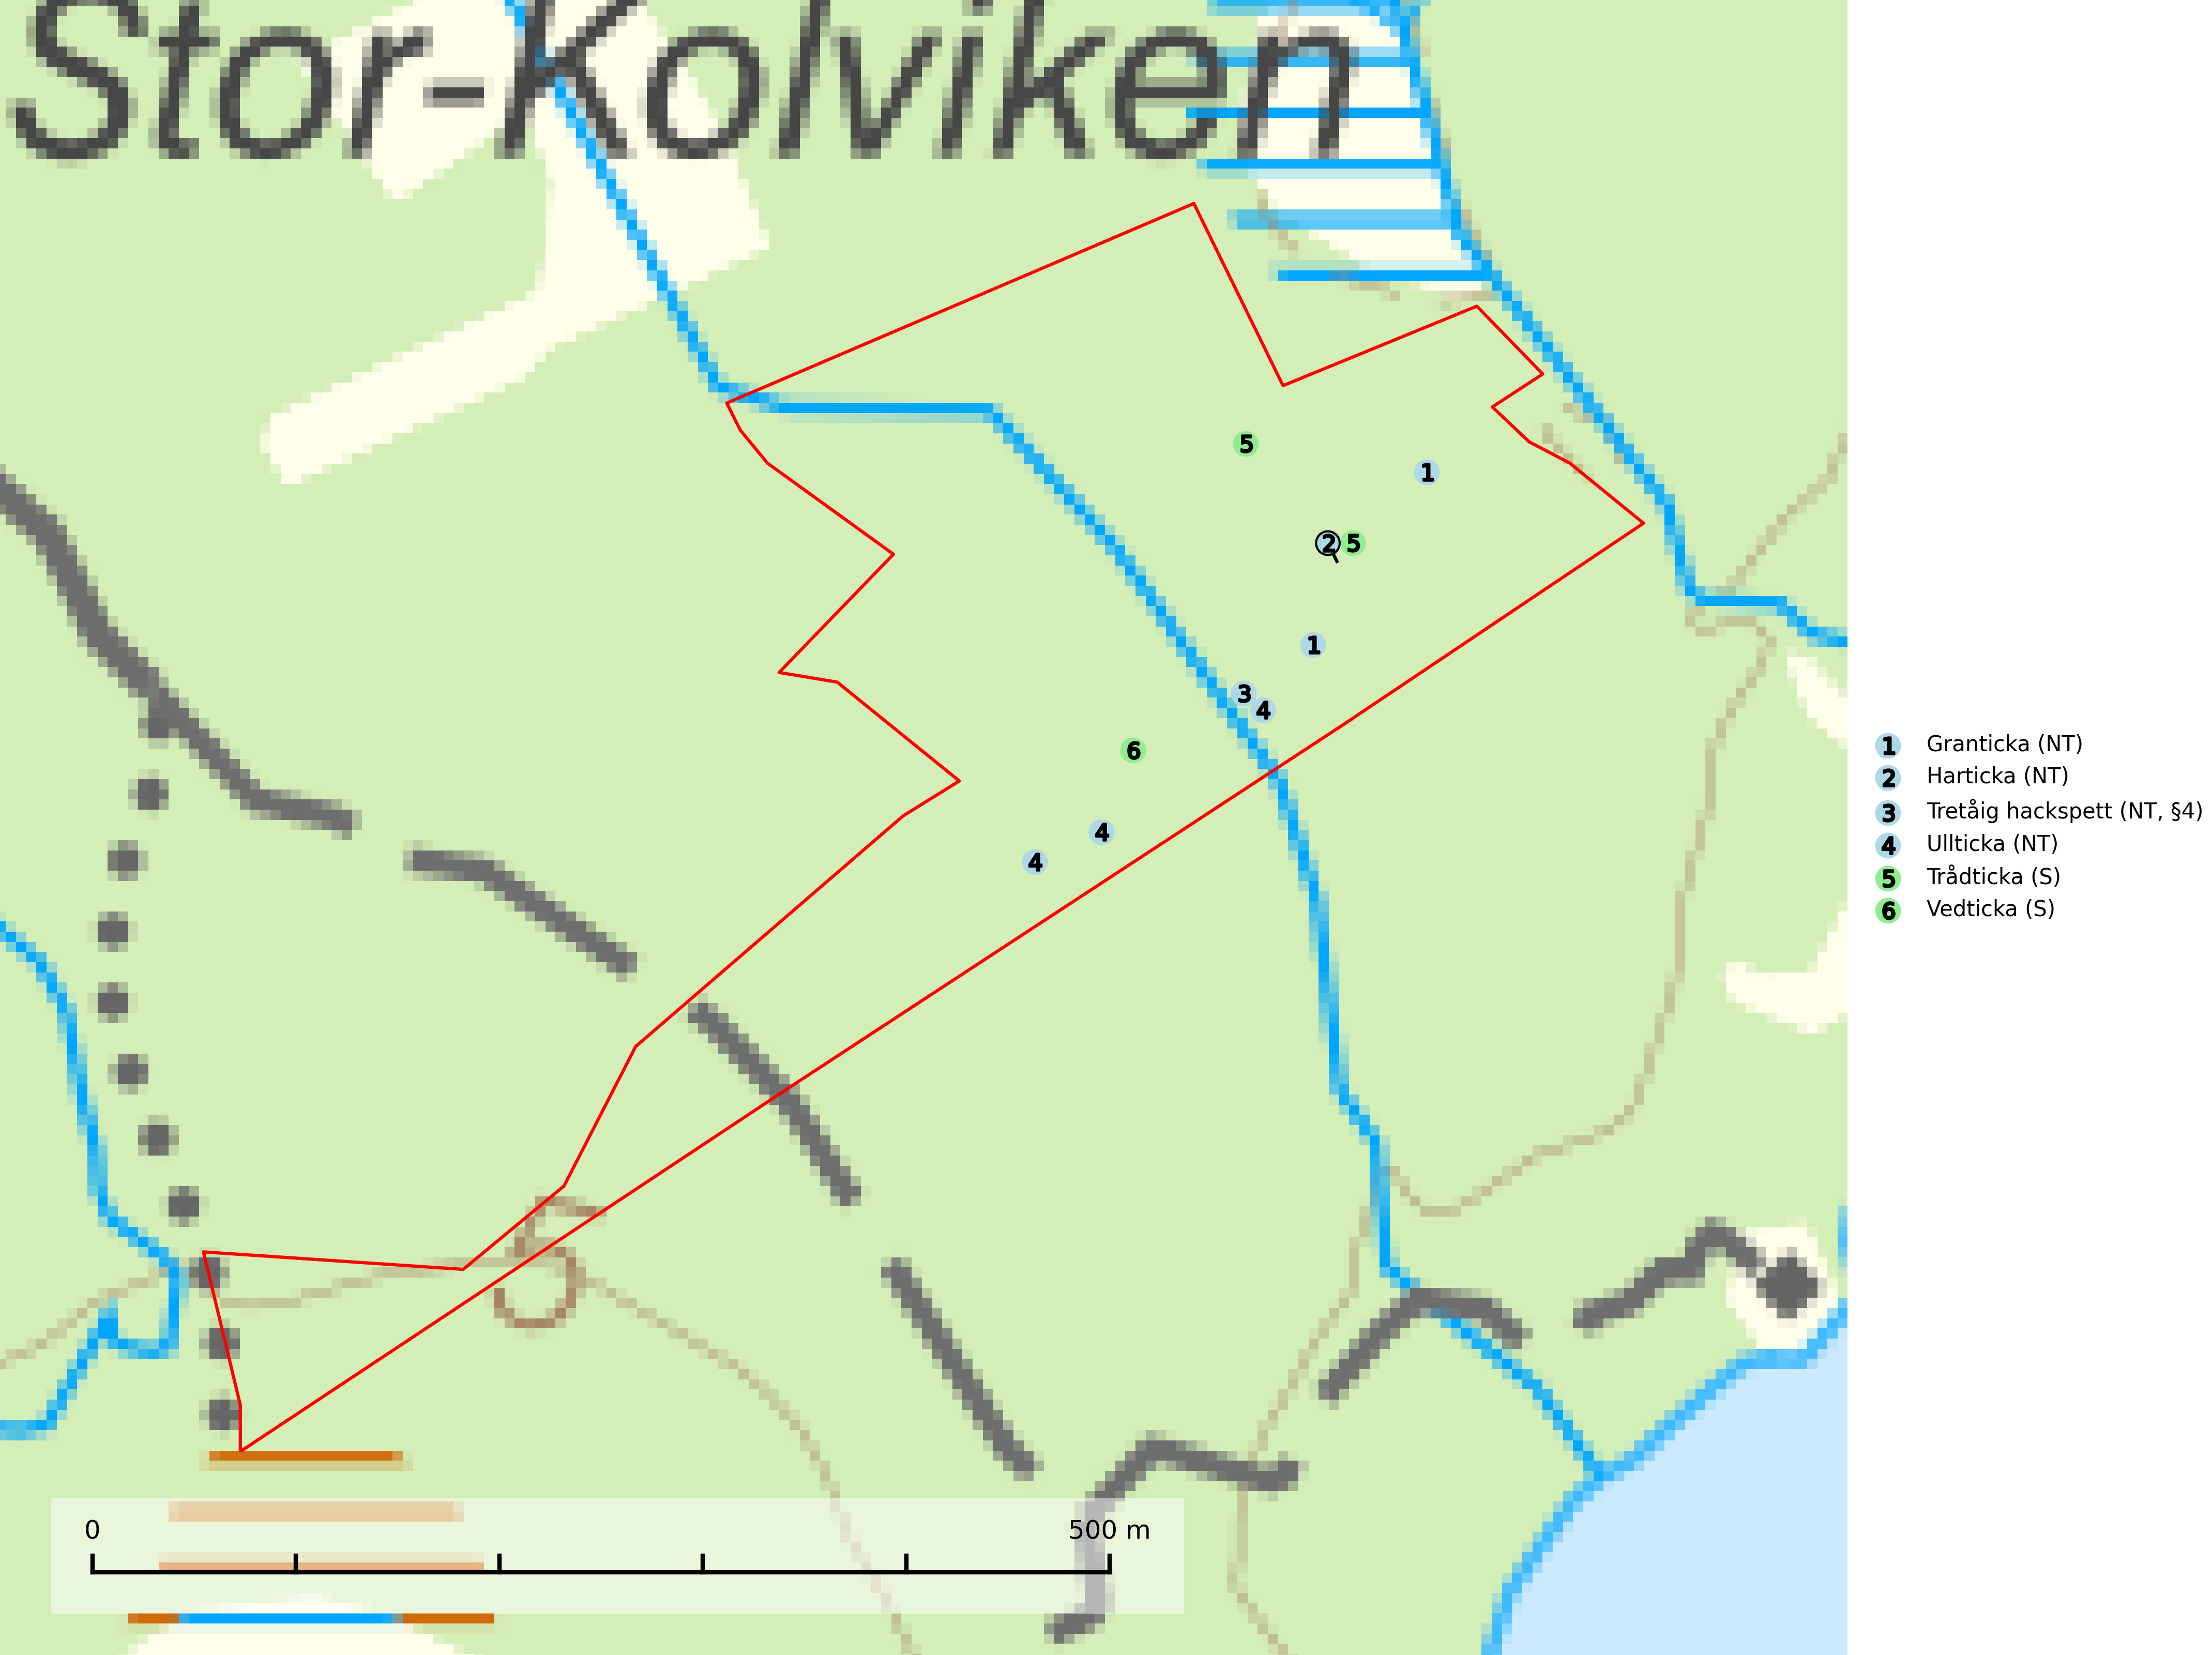 Stor-Kolviken
5
1
2 5
1
3
4
6
4
4
1 Granticka (NT)
2 Harticka (NT)
3 Tretåig hackspett (NT, §4)
4 Ullticka (NT)
5 Trådticka (S)
6 Vedticka (S)
0 500 m